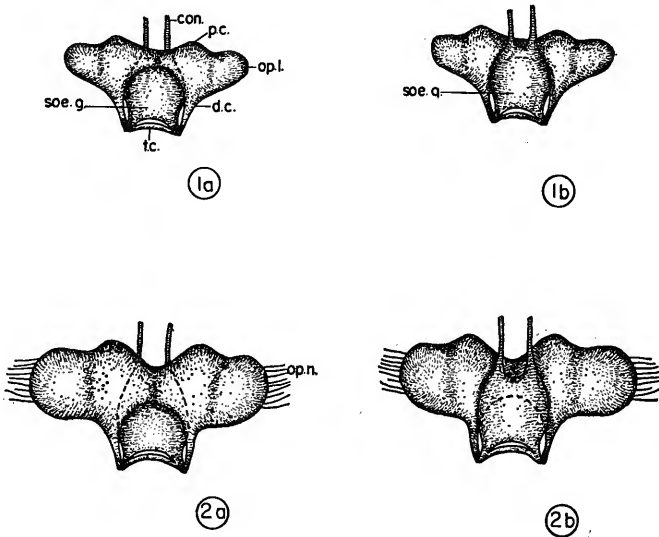 con.
p.c.
op.l.
soe.g.
d.c.
t.c.
1a
soe.g.
1b
op.n.
2a
2b